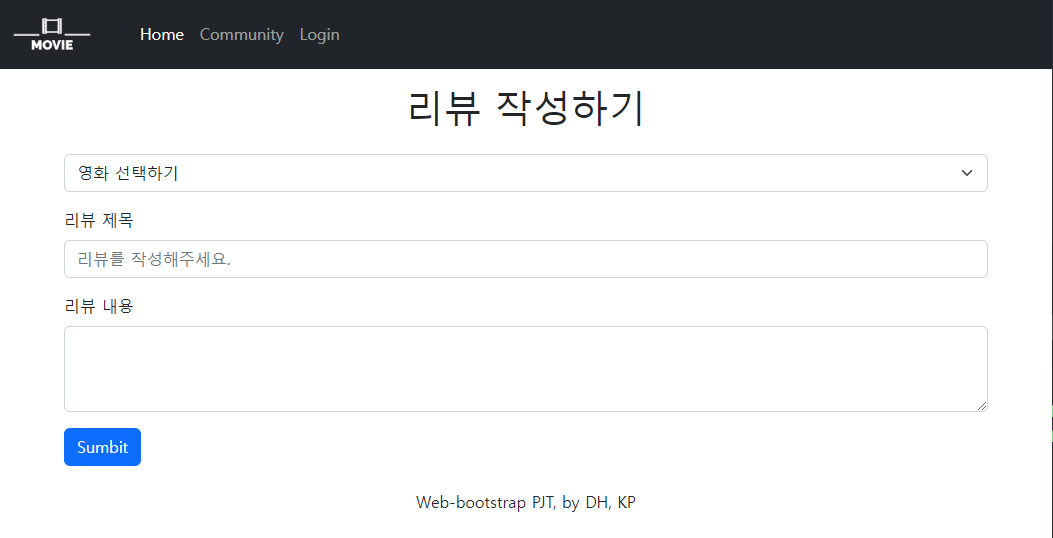 MOVIE
Home Community Login
리뷰 작성하기
영화 선택하기
리뷰 제목
리뷰를 작성해주세요.
리뷰 내용
Sumbit
Web-bootstrap PJT, by DH, KP